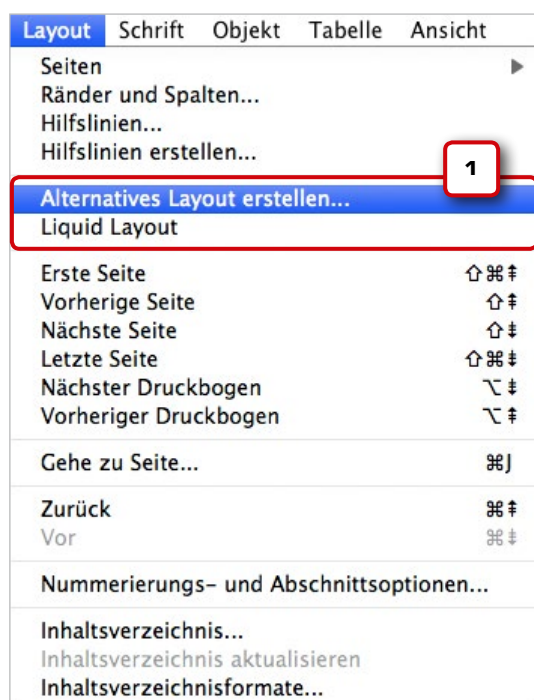 Layout Schrift Objekt Tabelle Ansicht
Seiten ▶
Ränder und Spalten...
Hilfslinien...
Hilfslinien erstellen...
1
Alternatives Layout erstellen...
Liquid Layout
Erste Seite ⇧⌘⇞
Vorherige Seite ⇧⇞
Nächste Seite ⇧⇟
Letzte Seite ⇧⌘⇟
Nächster Druckbogen ⌥⇟
Vorheriger Druckbogen ⌥⇞
Gehe zu Seite... ⌘J
Zurück ⌘⇞
Vor ⌘⇟
Nummerierungs- und Abschnittsoptionen...
Inhaltsverzeichnis...
Inhaltsverzeichnis aktualisieren
Inhaltsverzeichnisformate...